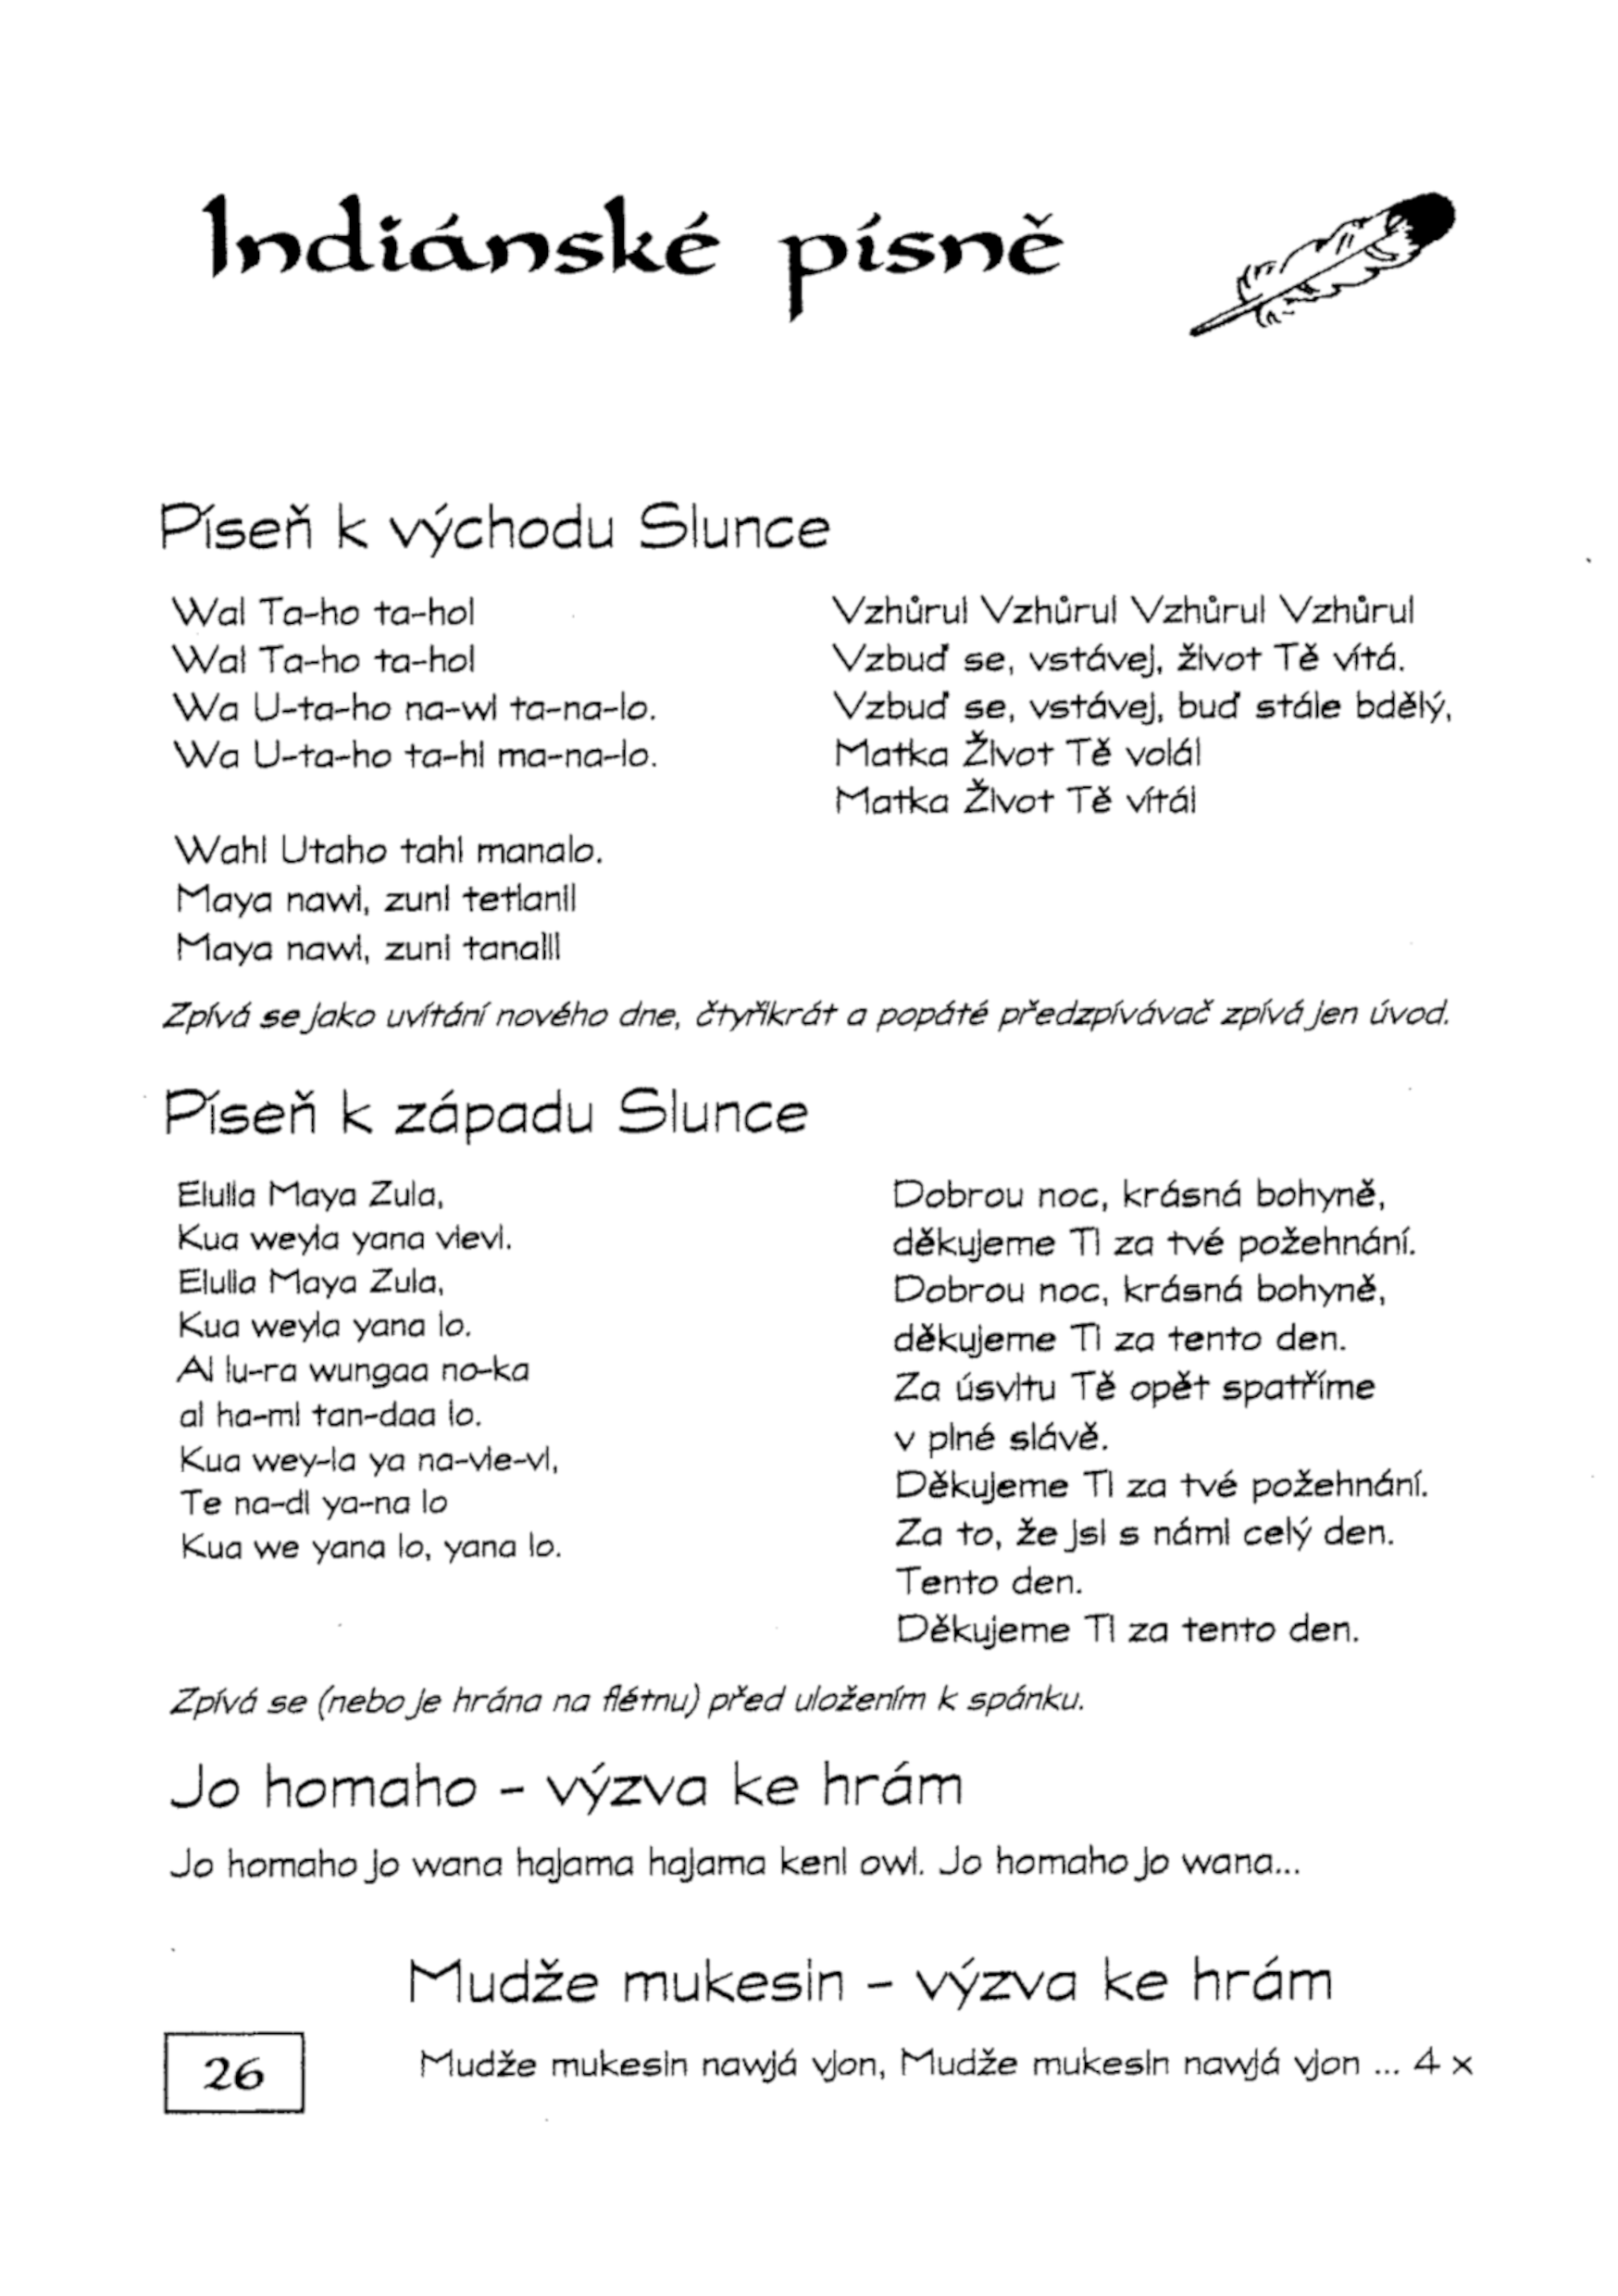 Indiánské písně
Píseň k východu Slunce
Wa! Ta-ho ta-ho!
Wa! Ta-ho ta-ho!
Wa U-ta-ho na-wi ta-na-lo.
Wa U-ta-ho ta-hi ma-na-lo.
Wahi Utaho tahi manalo.
Maya nawi, zuni tetlani!
Maya nawi, zuni tanalli
Vzhůru! Vzhůru! Vzhůru! Vzhůru!
Vzbuď se, vstávej, život Tě vítá.
Vzbuď se, vstávej, buď stále bdělý,
Matka Život Tě volá!
Matka Život Tě vítá!
Zpívá se jako uvítání nového dne, čtyřikrát a popáté předzpívávač zpívá jen úvod.
Píseň k západu Slunce
Elulla Maya Zula,
Kua weyla yana vievi.
Elulla Maya Zula,
Kua weyla yana lo.
Al lu-ra wungaa no-ka
al ha-mi tan-daa lo.
Kua wey-la ya na-vie-vi,
Te na-di ya-na lo
Kua we yana lo, yana lo.
Dobrou noc, krásná bohyně,
děkujeme Ti za tvé požehnání.
Dobrou noc, krásná bohyně,
děkujeme Ti za tento den.
Za úsvitu Tě opět spatříme
v plné slávě.
Děkujeme Ti za tvé požehnání.
Za to, že jsi s námi celý den.
Tento den.
Děkujeme Ti za tento den.
Zpívá se (nebo je hrána na flétnu) před uložením k spánku.
Jo homaho - výzva ke hrám
Jo homaho jo wana hajama hajama keni owi. Jo homaho jo wana...
Mudže mukesin - výzva ke hrám
Mudže mukesin nawjá vjon, Mudže mukesin nawjá vjon ... 4 x
26